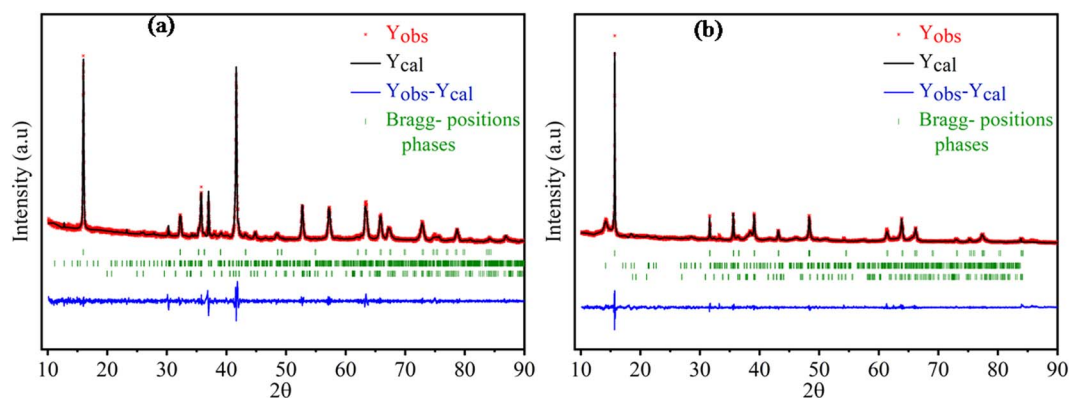 (a)
Yobs
Ycal
Yobs-Ycal
Bragg- positions
phases
Intensity (a.u)
10 20 30 40 50 60 70 80 90
2θ
(b)
Yobs
Ycal
Yobs-Ycal
Bragg- positions
phases
Intensity (a.u)
10 20 30 40 50 60 70 80 90
2θ